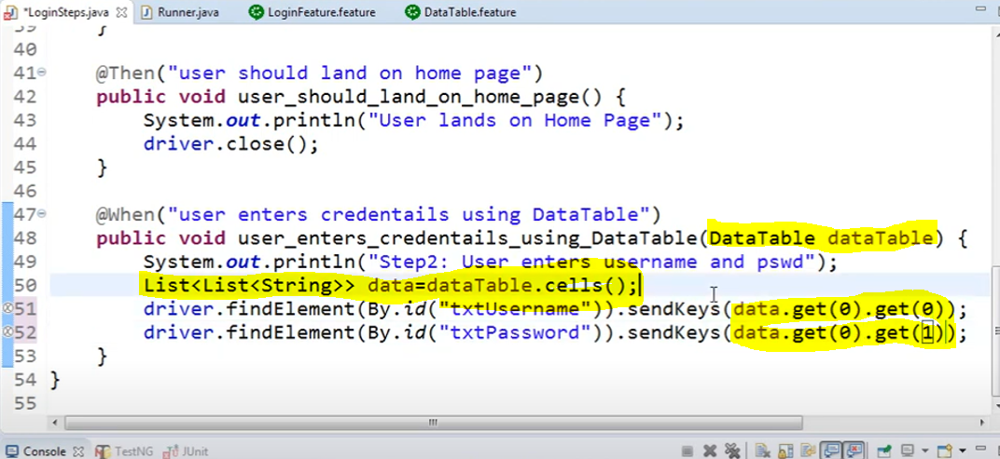 *LoginSteps.java Runner.java LoginFeature.feature DataTable.feature
39 }
40
41 @Then("user should land on home page")
42 public void user_should_land_on_home_page() {
43 System.out.println("User lands on Home Page");
44 driver.close();
45 }
46
47 @When("user enters credentails using DataTable")
48 public void user_enters_credentails_using_DataTable(DataTable dataTable) {
49 System.out.println("Step2: User enters username and pswd");
50 List<List<String>> data=dataTable.cells();
51 driver.findElement(By.id("txtUsername")).sendKeys(data.get(0).get(0));
52 driver.findElement(By.id("txtPassword")).sendKeys(data.get(0).get(1));
53 }
54 }
55
Console TestNG JUnit